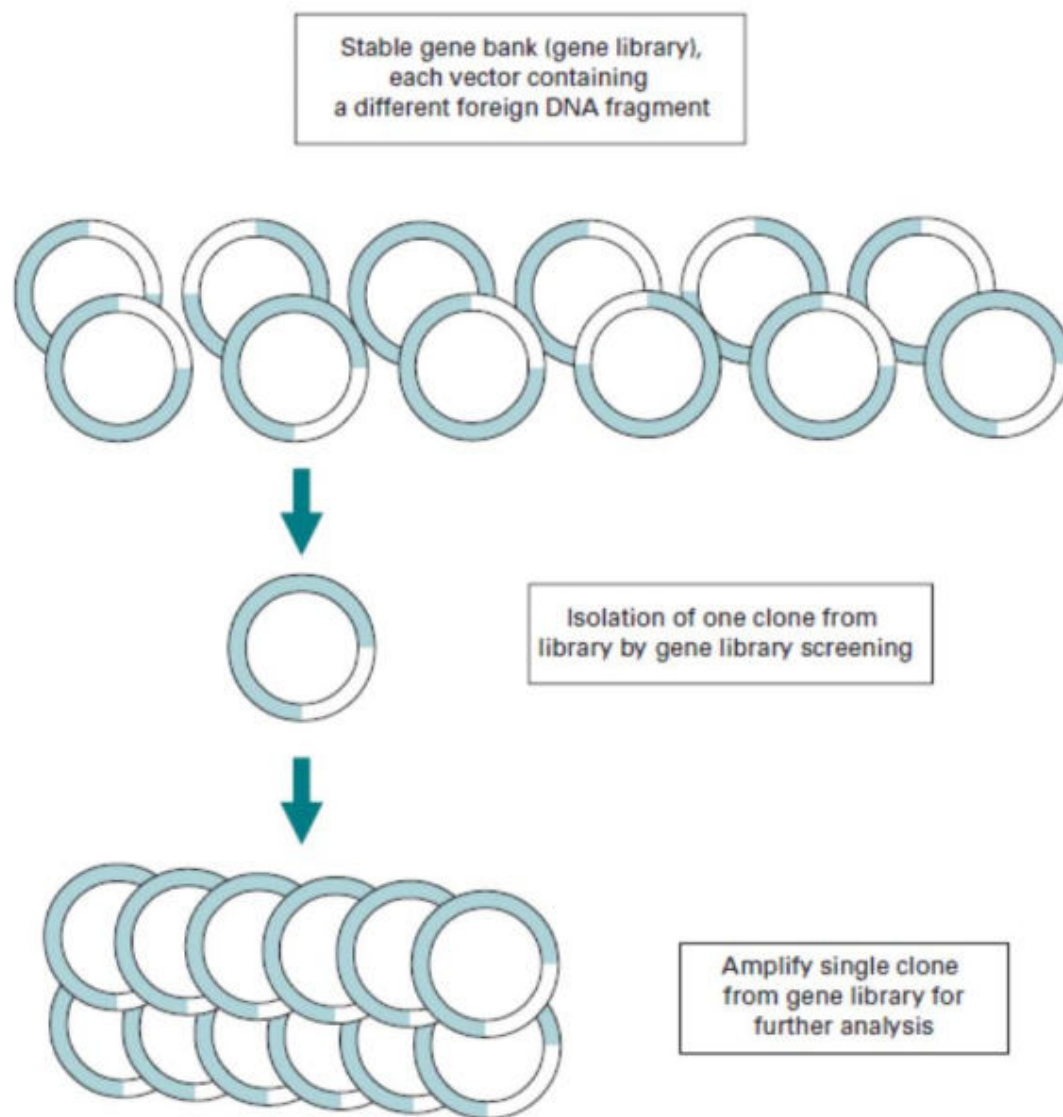 Stable gene bank (gene library),
each vector containing
a different foreign DNA fragment
Isolation of one clone from
library by gene library screening
Amplify single clone
from gene library for
further analysis